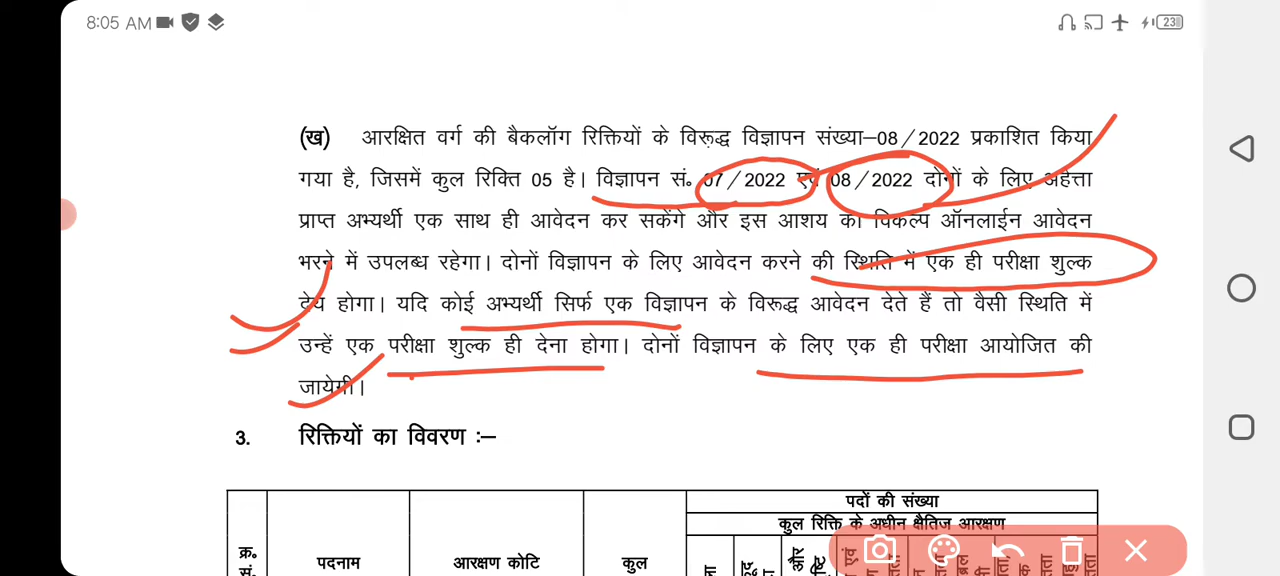 8:05 AM
23
(ख) आरक्षित वर्ग की बैकलॉग रिक्तियों के विरूद्ध विज्ञापन संख्या–08/2022 प्रकाशित किया
गया है, जिसमें कुल रिक्ति 05 है। विज्ञापन सं. 07/2022 एवं 08/2022 दोनों के लिए अर्हत्ता
प्राप्त अभ्यर्थी एक साथ ही आवेदन कर सकेंगे और इस आशय का विकल्प ऑनलाईन आवेदन
भरने में उपलब्ध रहेगा। दोनों विज्ञापन के लिए आवेदन करने की स्थिति में एक ही परीक्षा शुल्क
देय होगा। यदि कोई अभ्यर्थी सिर्फ एक विज्ञापन के विरूद्ध आवेदन देते हैं तो वैसी स्थिति में
उन्हें एक परीक्षा शुल्क ही देना होगा। दोनों विज्ञापन के लिए एक ही परीक्षा आयोजित की
जायेगी।
3. रिक्तियों का विवरण :–
पदों की संख्या
कुल रिक्ति के अधीन क्षैतिज आरक्षण
क्र० सं.
पदनाम
आरक्षण कोटि
कुल
और
एवं